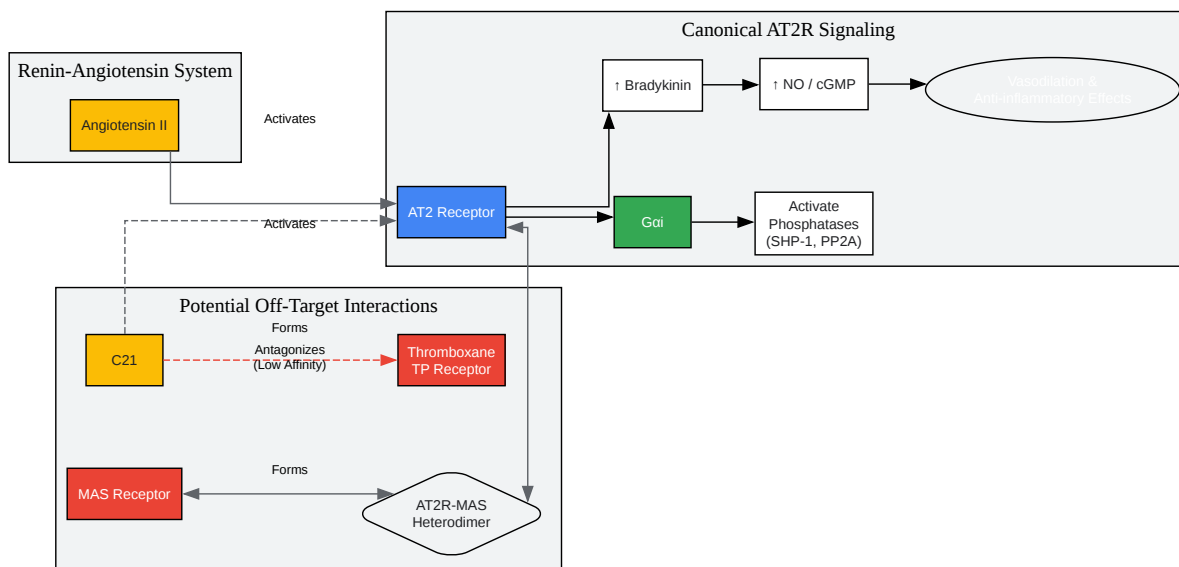 Canonical AT2R Signaling
Renin-Angiotensin System
↑ Bradykinin
↑ NO / cGMP
Vasodilation &
Anti-inflammatory Effects
Angiotensin II
Activates
AT2 Receptor
Activates
Gαi
Activate
Phosphatases
(SHP-1, PP2A)
Potential Off-Target Interactions
Forms
C21
Antagonizes
(Low Affinity)
Thromboxane
TP Receptor
MAS Receptor
Forms
AT2R-MAS
Heterodimer